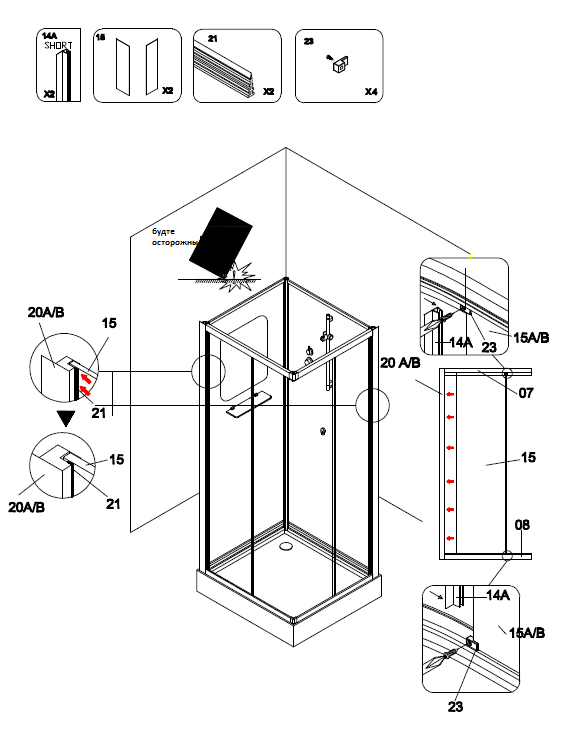 14A
SHORT
X2
15
X2
21
X2
23
X4
будте
осторожны
20A/B
15
21
15
20A/B
21
14A
23
15A/B
20 A/B
07
15
08
14A
15A/B
23